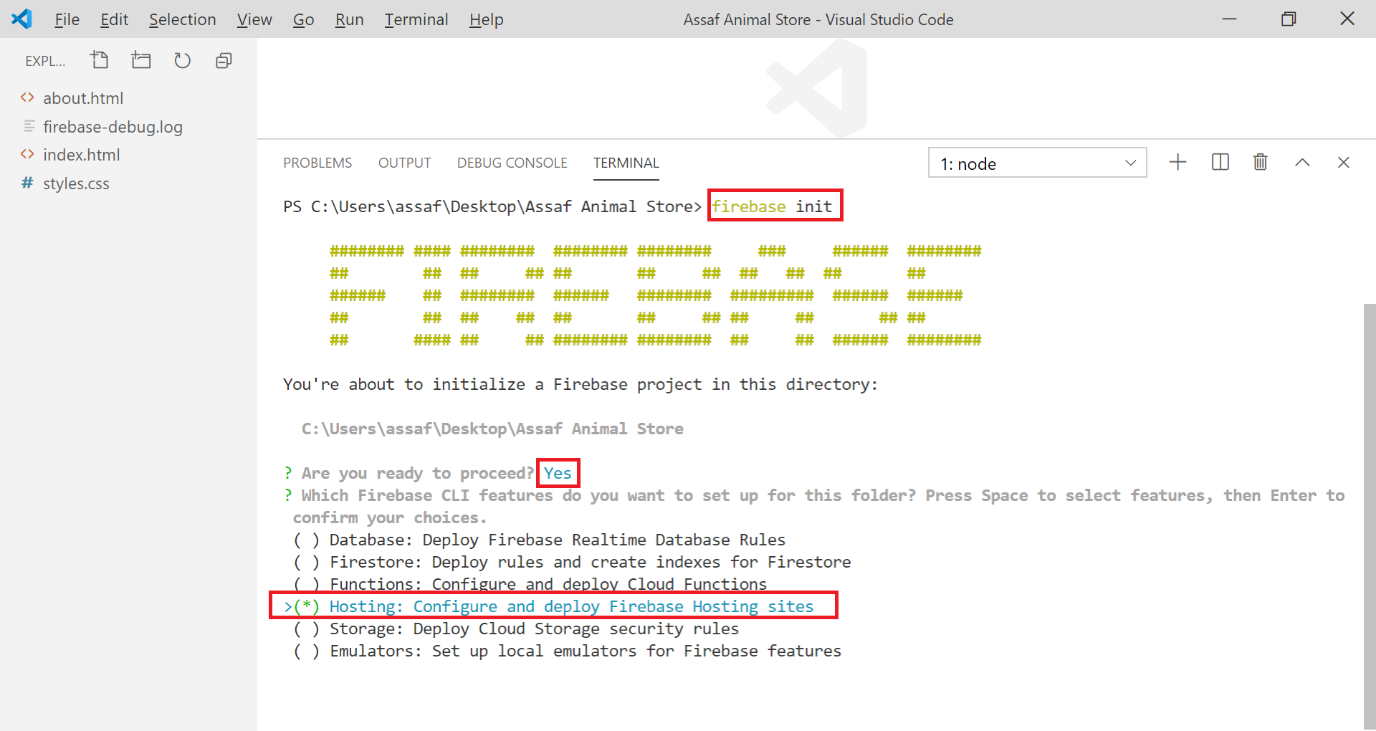 File Edit Selection View Go Run Terminal Help Assaf Animal Store - Visual Studio Code
EXPL...
about.html
firebase-debug.log
index.html
# styles.css
PROBLEMS OUTPUT DEBUG CONSOLE TERMINAL 1: node
PS C:\Users\assaf\Desktop\Assaf Animal Store> firebase init
######## #### ######## ######## ######## ### ###### ########
## ## ## ## ## ## ## ## ## ## ##
###### ## ######## ###### ######## ######### ###### ######
## ## ## ## ## ## ## ## ## ## ##
## #### ## ## ######## ######## ## ## ###### ########
You're about to initialize a Firebase project in this directory:
C:\Users\assaf\Desktop\Assaf Animal Store
? Are you ready to proceed? Yes
? Which Firebase CLI features do you want to set up for this folder? Press Space to select features, then Enter to
confirm your choices.
( ) Database: Deploy Firebase Realtime Database Rules
( ) Firestore: Deploy rules and create indexes for Firestore
( ) Functions: Configure and deploy Cloud Functions
>(*) Hosting: Configure and deploy Firebase Hosting sites
( ) Storage: Deploy Cloud Storage security rules
( ) Emulators: Set up local emulators for Firebase features